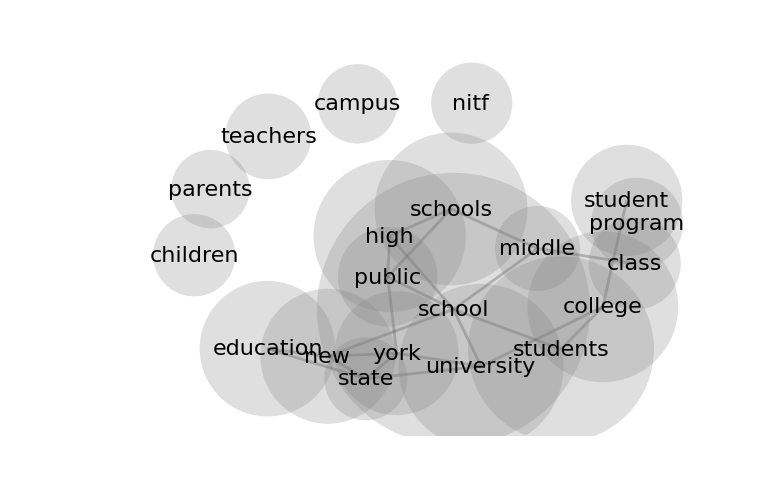 campus
nitf
teachers
parents
student
schools
program
high
middle
children
class
public
college
school
education
students
new
york
university
state